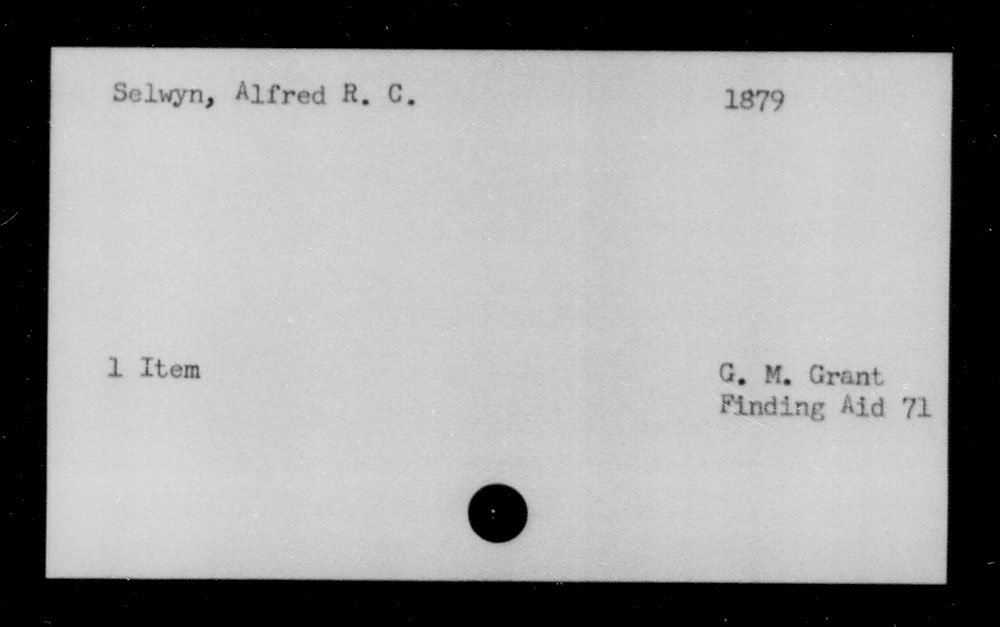 Selwyn, Alfred R. C. 1879
1 Item
G. M. Grant
Finding Aid 71